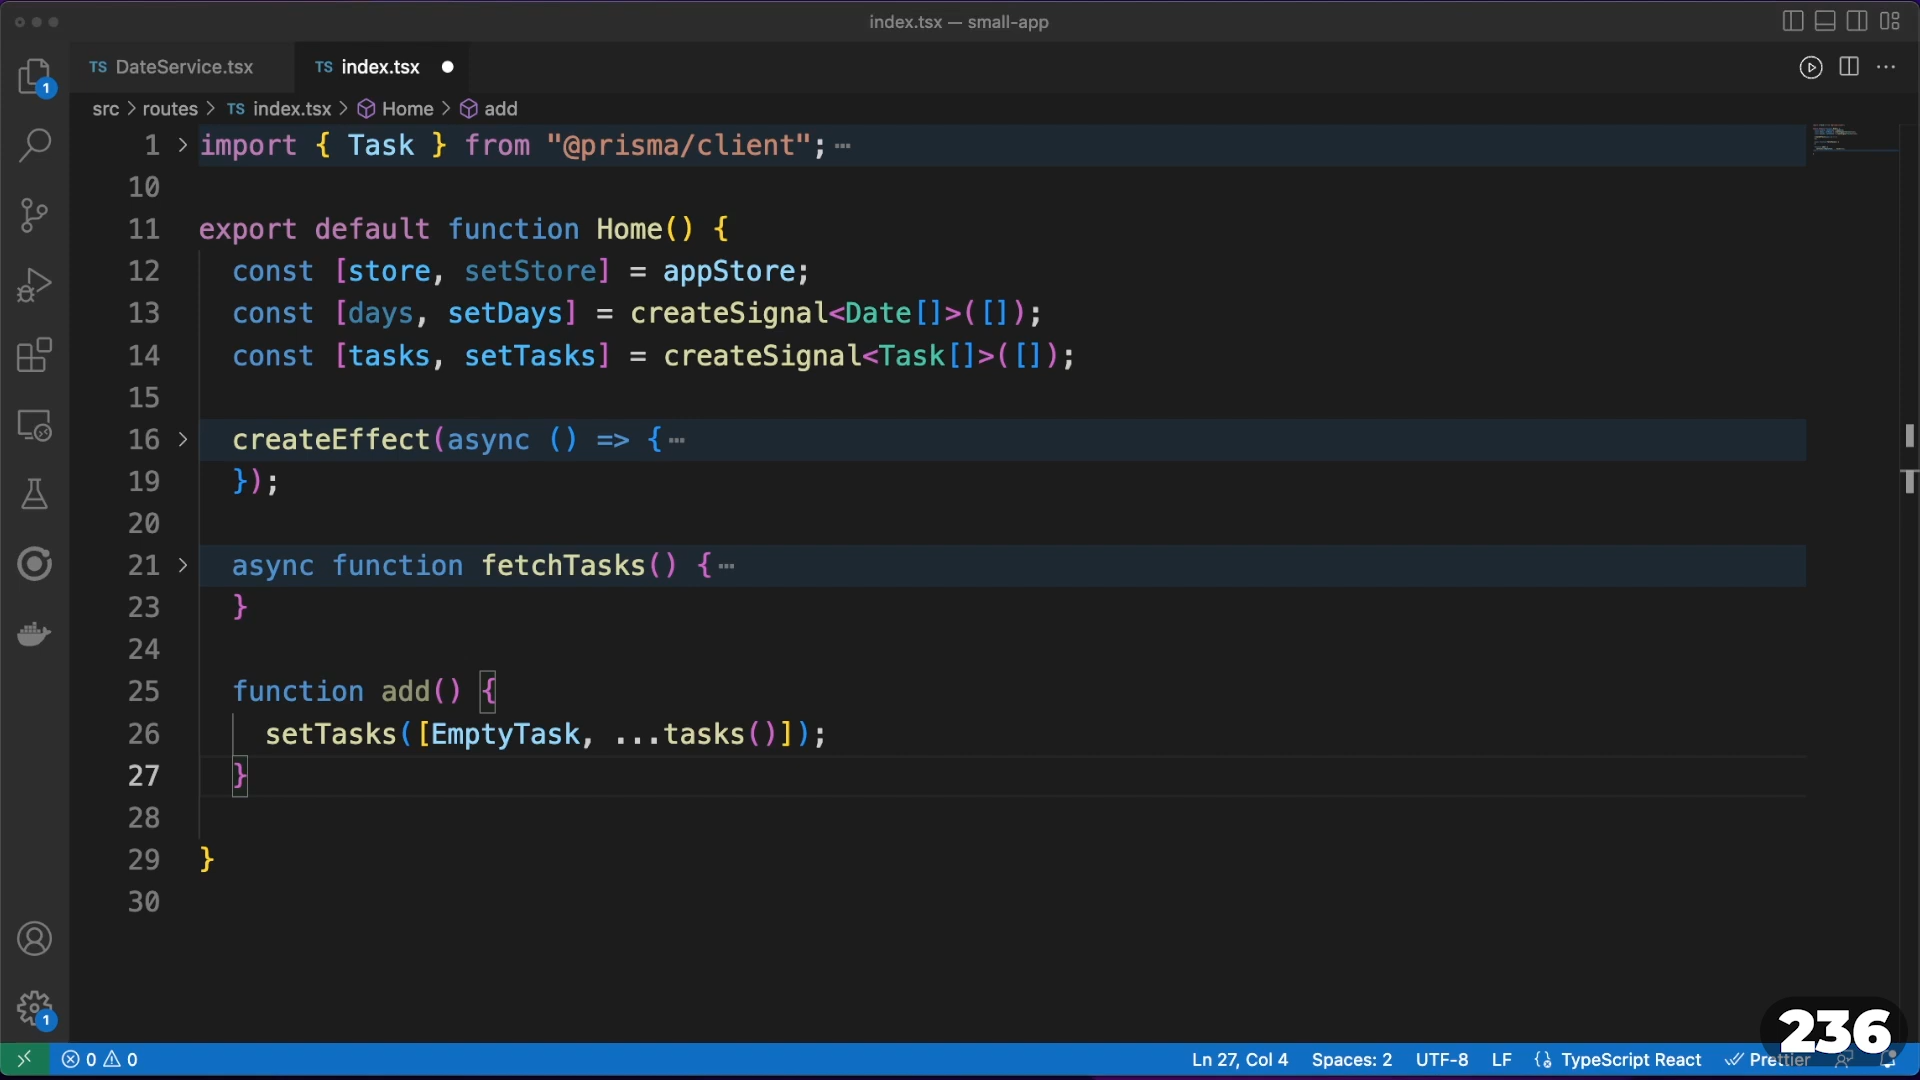 index.tsx — small-app
TS DateService.tsx
TS index.tsx
src > routes > TS index.tsx > Home > add
1 > import { Task } from "@prisma/client";⋯
10
11 export default function Home() {
12   const [store, setStore] = appStore;
13   const [days, setDays] = createSignal<Date[]>([]);
14   const [tasks, setTasks] = createSignal<Task[]>([]);
15
16 >   createEffect(async () => {⋯
19   });
20
21 >   async function fetchTasks() {⋯
23   }
24
25   function add() {
26     setTasks([EmptyTask, ...tasks()]);
27   }
28
29 }
30
1
1
236
0 0 Ln 27, Col 4 Spaces: 2 UTF-8 LF {} TypeScript React Prettier